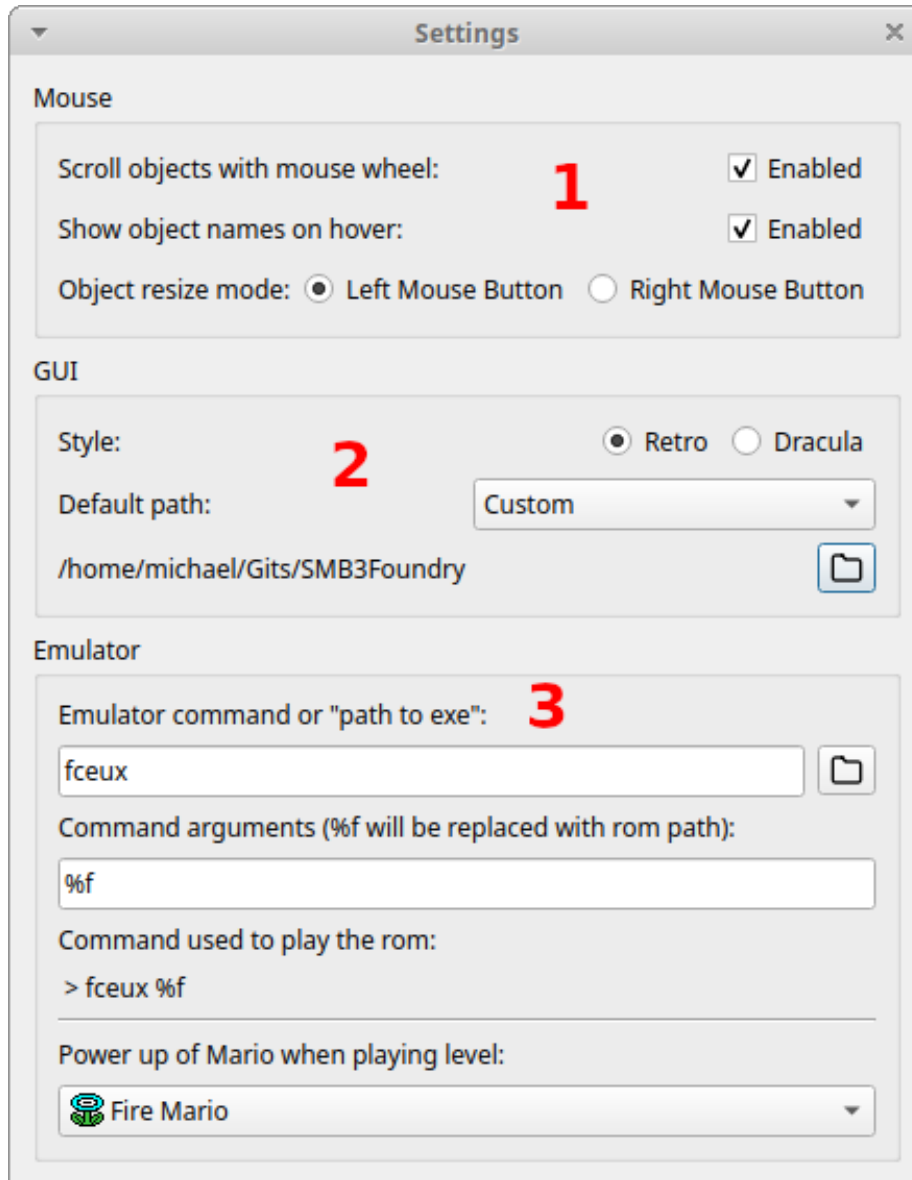 Settings
Mouse
Scroll objects with mouse wheel: 1 Enabled
Show object names on hover: Enabled
Object resize mode: Left Mouse Button Right Mouse Button
GUI
Style: 2 Retro Dracula
Default path: Custom
/home/michael/Gits/SMB3Foundry
Emulator
Emulator command or "path to exe": 3
fceux
Command arguments (%f will be replaced with rom path):
%f
Command used to play the rom:
> fceux %f
Power up of Mario when playing level:
Fire Mario